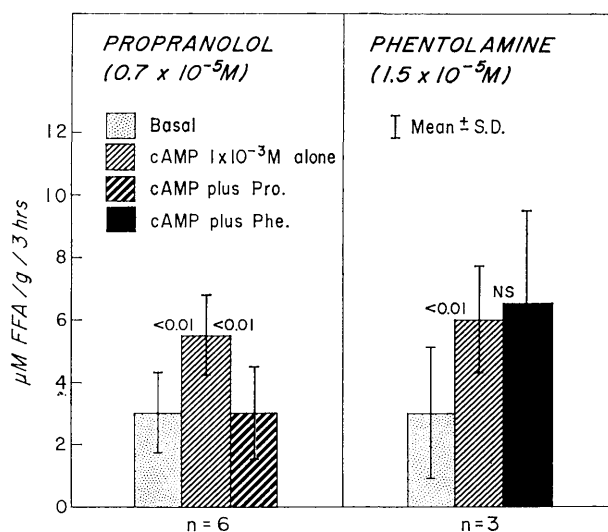 PROPRANOLOL
(0.7 x 10⁻⁵M)
Basal
cAMP 1x10⁻³M alone
cAMP plus Pro.
cAMP plus Phe.
PHENTOLAMINE
(1.5 x 10⁻⁵M)
Mean ± S.D.
μM FFA/g/3 hrs
12
10
8
6
4
2
0
<0.01
<0.01
<0.01
NS
n=6
n=3